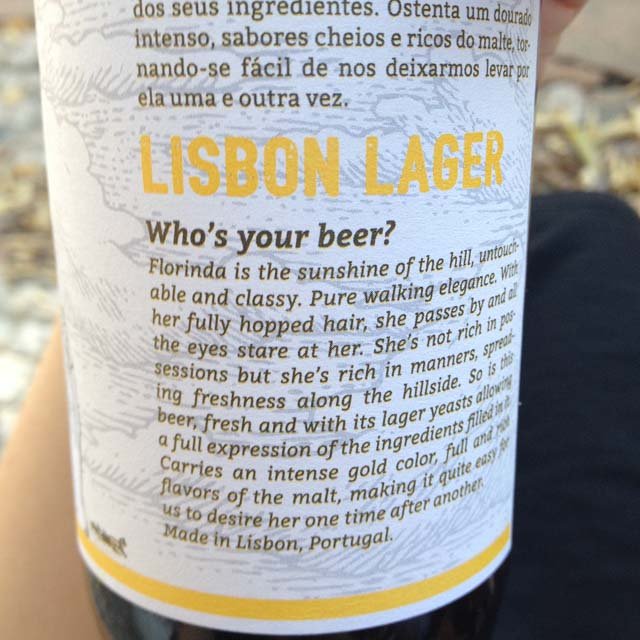 dos seus ingredientes. Ostenta um dourado
intenso, sabores cheios e ricos do malte, tor-
nando-se fácil de nos deixarmos levar por
ela uma e outra vez.
LISBON LAGER
Who's your beer?
Florinda is the sunshine of the hill, untouch-
able and classy. Pure walking elegance. With
her fully hopped hair, she passes by and all
the eyes stare at her. She's not rich in pos-
sessions but she's rich in manners, spread-
ing freshness along the hillside. So is this
beer, fresh and with its lager yeasts allowing
a full expression of the ingredients filled in it.
Carries an intense gold color, full and rich
flavors of the malt, making it quite easy for
us to desire her one time after another.
Made in Lisbon, Portugal.